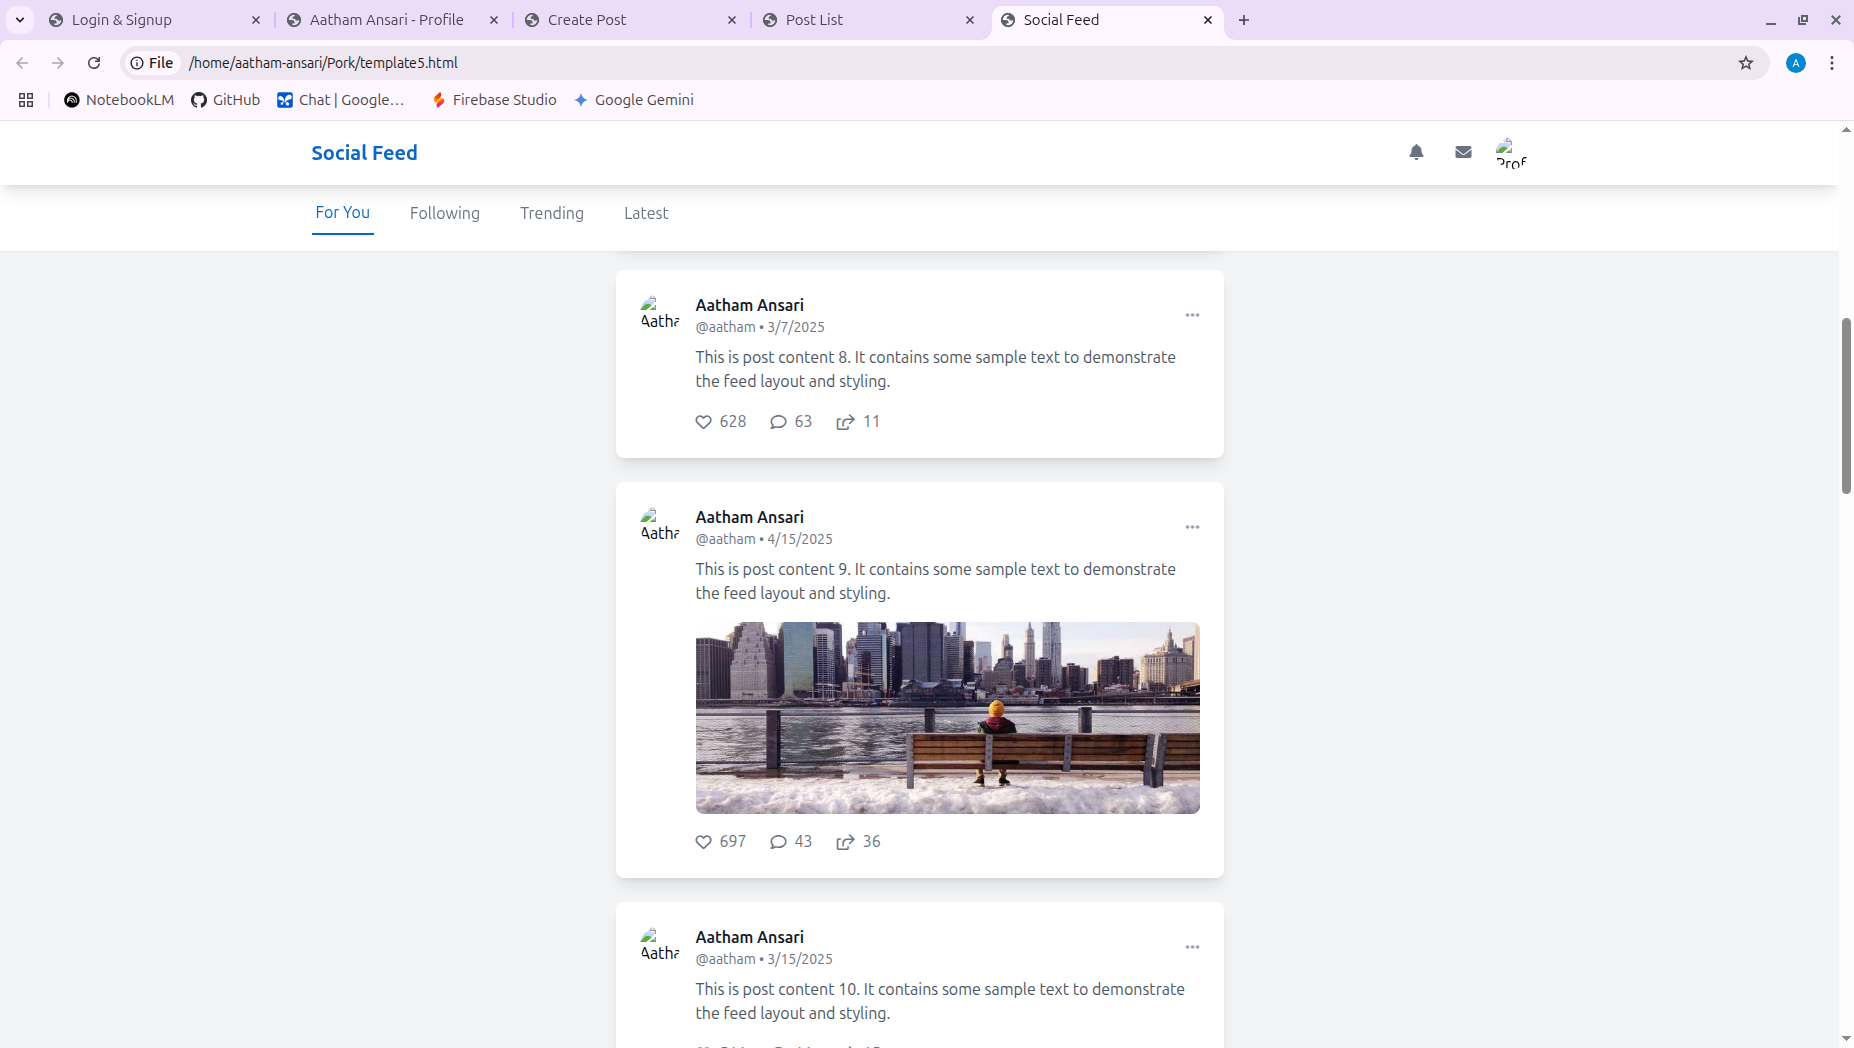 Login & Signup
Aatham Ansari - Profile
Create Post
Post List
Social Feed
File
/home/aatham-ansari/Pork/template5.html
A
NotebookLM
GitHub
Chat | Google…
Firebase Studio
Google Gemini
Social Feed
Prof
For You
Following
Trending
Latest
Aatha
Aatham Ansari
@aatham • 3/7/2025
This is post content 8. It contains some sample text to demonstrate
the feed layout and styling.
628
63
11
Aatha
Aatham Ansari
@aatham • 4/15/2025
This is post content 9. It contains some sample text to demonstrate
the feed layout and styling.
697
43
36
Aatha
Aatham Ansari
@aatham • 3/15/2025
This is post content 10. It contains some sample text to demonstrate
the feed layout and styling.